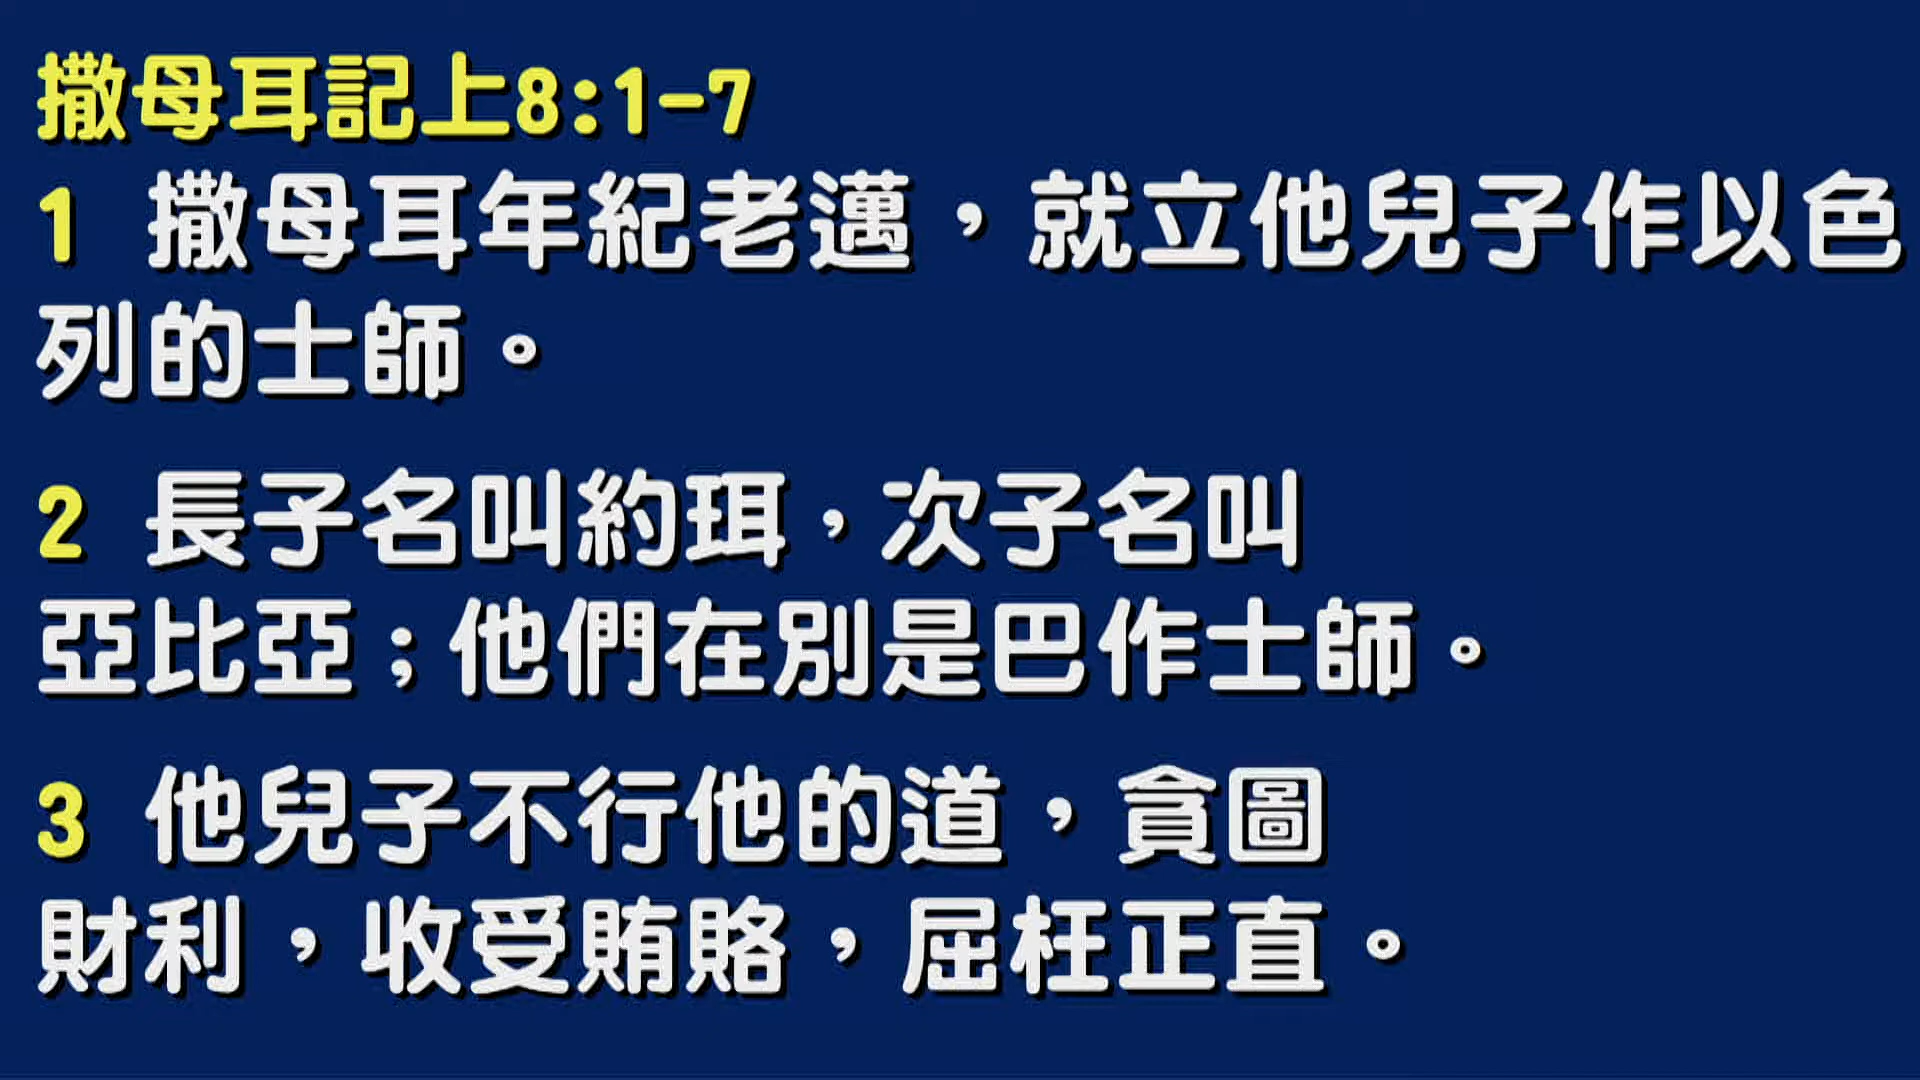 撒母耳記上8:1-7
1 撒母耳年紀老邁，就立他兒子作以色
列的士師。
2 長子名叫約珥，次子名叫
亞比亞；他們在別是巴作士師。
3 他兒子不行他的道，貪圖
財利，收受賄賂，屈枉正直。